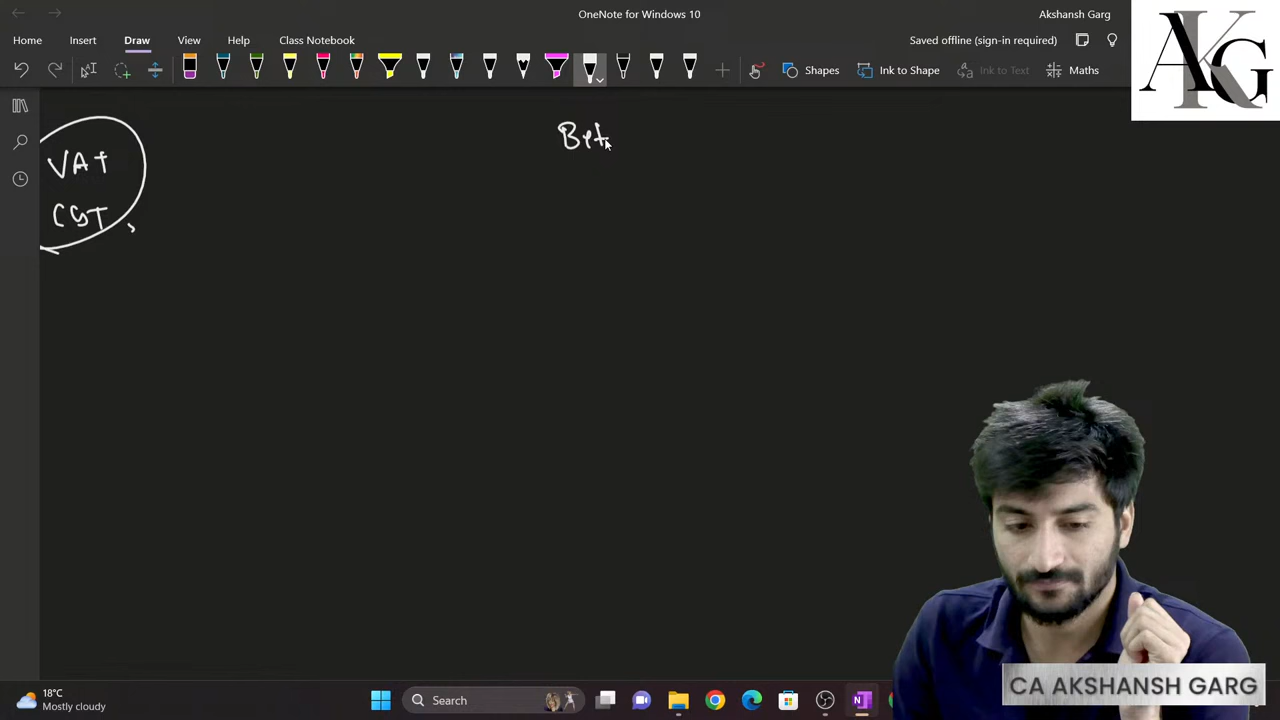 OneNote for Windows 10
Akshansh Garg
Home Insert Draw View Help Class Notebook
Saved offline (sign-in required)
Shapes Ink to Shape Ink to Text Maths
AKG
VAT
CST
Bef
18°C
Mostly cloudy
Search
CA AKSHANSH GARG